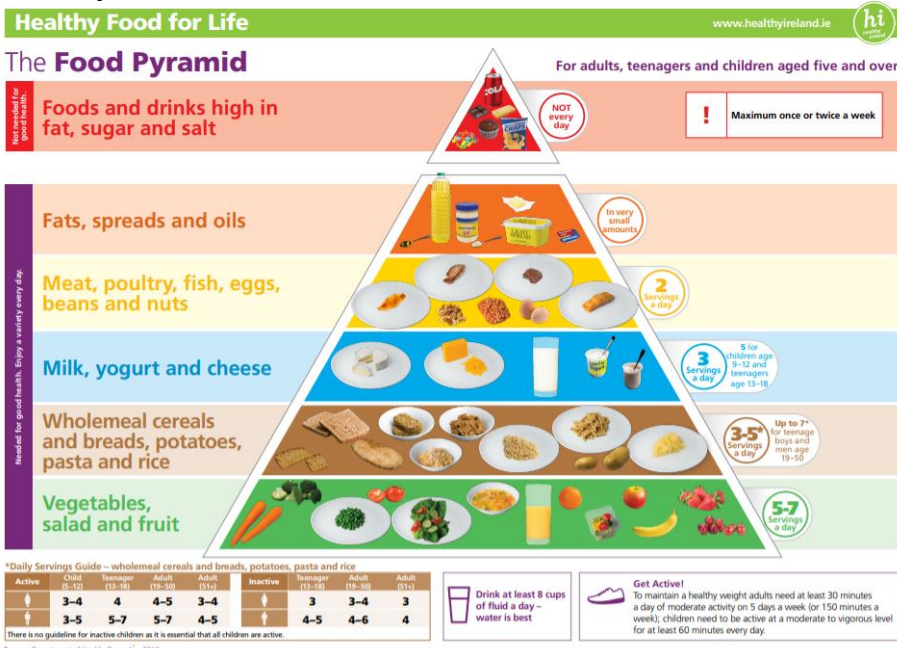 Healthy Food for Life
www.healthyireland.ie
hi
Healthy
Ireland
The Food Pyramid
For adults, teenagers and children aged five and over
Not needed for
good health.
Foods and drinks high in
fat, sugar and salt
COLA
CRISPS
NOT
every
day
!
Maximum once or twice a week
Needed for good health. Enjoy a variety every day.
Fats, spreads and oils
LIGHT
SPREAD
In very
small
amounts
Meat, poultry, fish, eggs,
beans and nuts
2
Servings
a day
Milk, yogurt and cheese
3
Servings
a day
5 for
children age
9–12 and
teenagers
age 13–18
Wholemeal cereals
and breads, potatoes,
pasta and rice
3-5*
Servings
a day
Up to 7*
for teenage
boys and
men age
19–50
Vegetables,
salad and fruit
5-7
Servings
a day
*Daily Servings Guide – wholemeal cereals and breads, potatoes, pasta and rice
Active Child (5–12) Teenager (13–18) Adult (19–50) Adult (51+) Inactive Teenager (13–18) Adult (19–50) Adult (51+)
3–4 4 4–5 3–4 3 3–4 3
3–5 5–7 5–7 4–5 4–5 4–6 4
There is no guideline for inactive children as it is essential that all children are active.
Drink at least 8 cups
of fluid a day –
water is best
Get Active!
To maintain a healthy weight adults need at least 30 minutes
a day of moderate activity on 5 days a week (or 150 minutes a
week); children need to be active at a moderate to vigorous level
for at least 60 minutes every day.